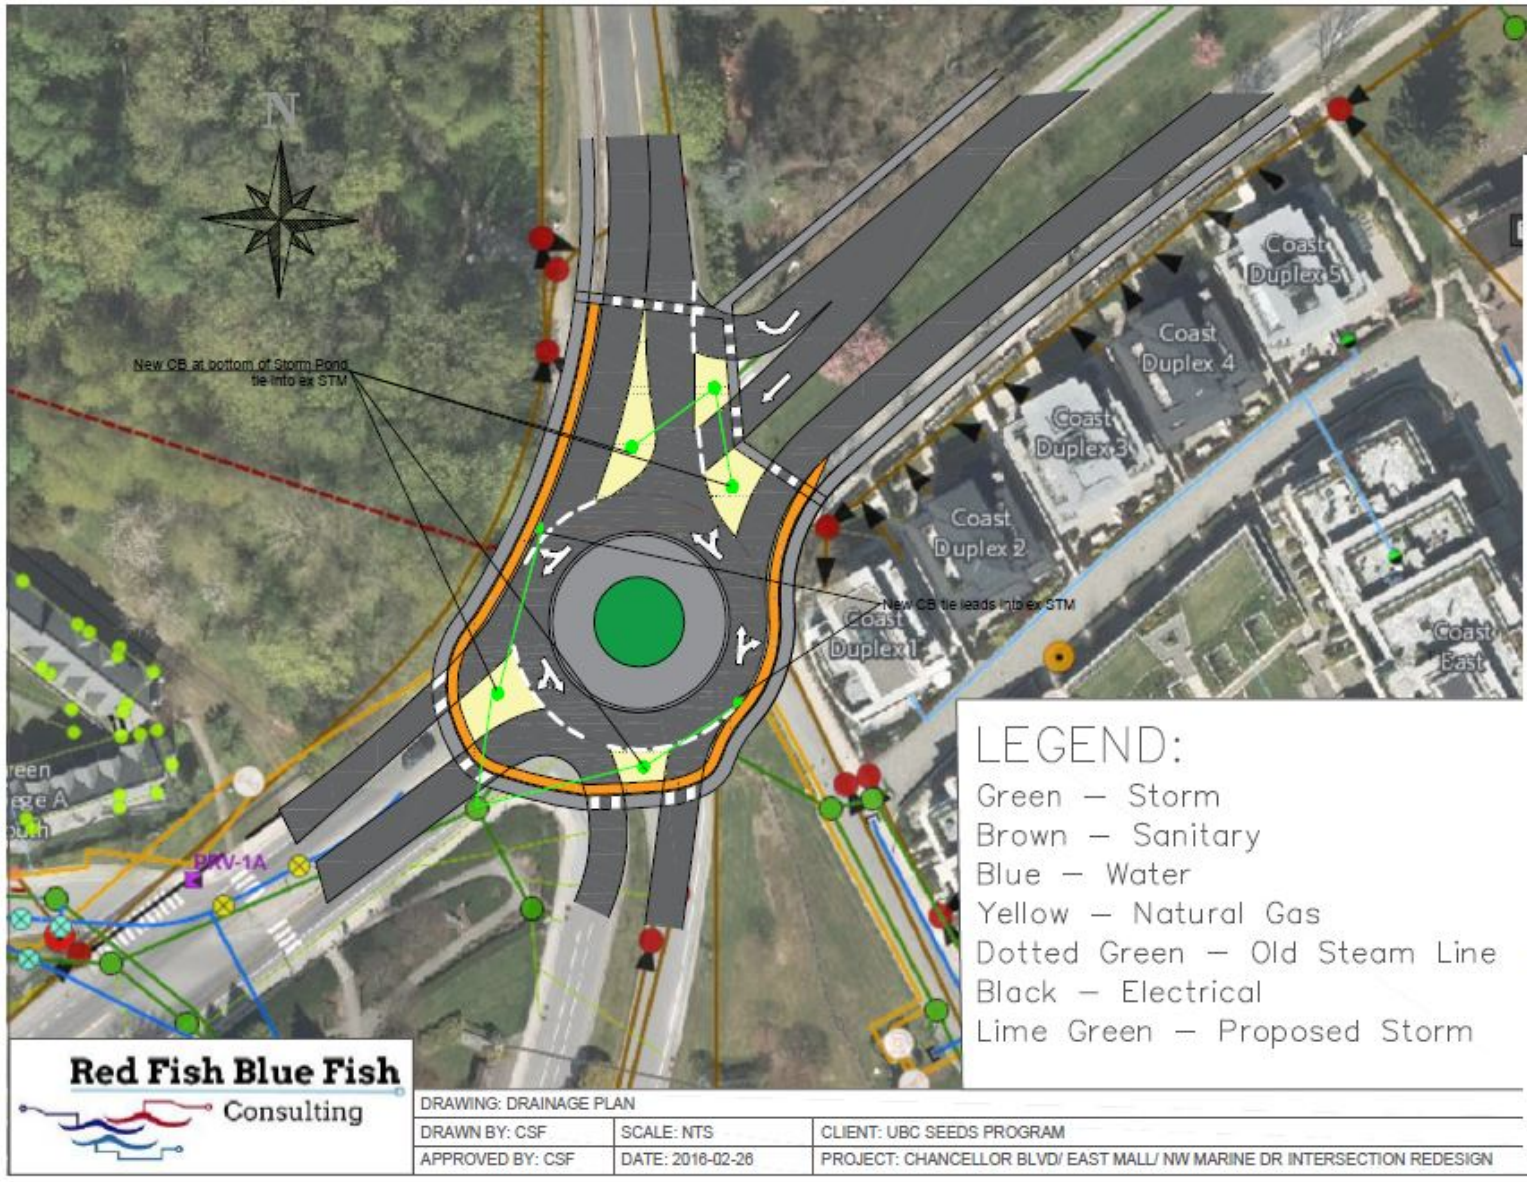 N
Coast
Duplex 5
Coast
Duplex 4
New CB at bottom of Storm Pond
tie into ex STM
Coast
Duplex 3
Coast
Duplex 2
New CB tie leads into ex STM
Coast
Duplex 1
Coast
East
PRV-1A
LEGEND:
Green – Storm
Brown – Sanitary
Blue – Water
Yellow – Natural Gas
Dotted Green – Old Steam Line
Black – Electrical
Lime Green – Proposed Storm
Red Fish Blue Fish
Consulting
DRAWING: DRAINAGE PLAN
DRAWN BY: CSF
SCALE: NTS
CLIENT: UBC SEEDS PROGRAM
APPROVED BY: CSF
DATE: 2016-02-26
PROJECT: CHANCELLOR BLVD/ EAST MALL/ NW MARINE DR INTERSECTION REDESIGN